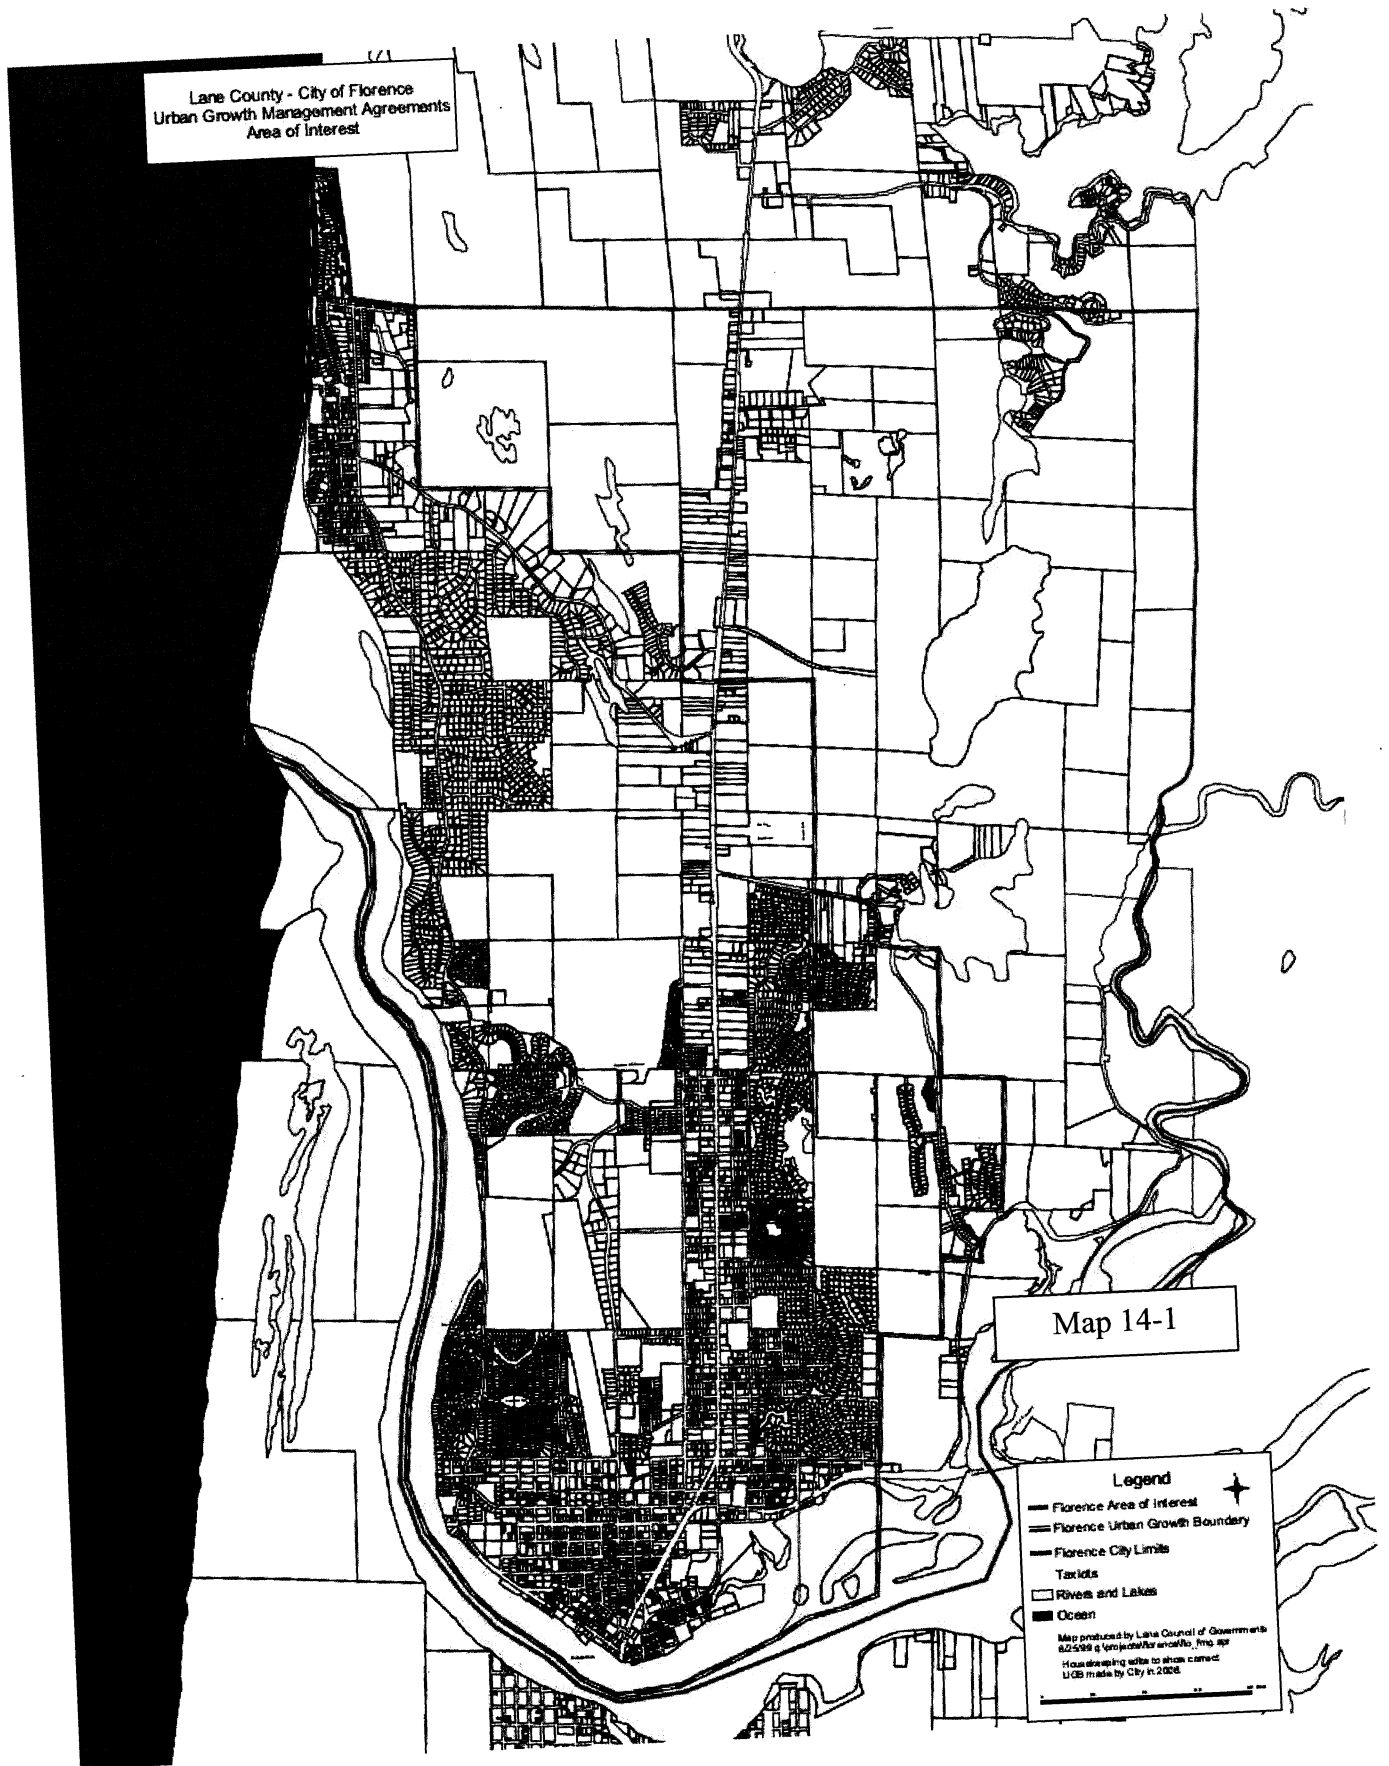 Lane County - City of Florence
Urban Growth Management Agreements
Area of Interest
Map 14-1
Legend
Florence Area of Interest
Florence Urban Growth Boundary
Florence City Limits
Taxlots
Rivers and Lakes
Ocean
Map produced by Lane Council of Governments
Housekeeping edits to show correct
UGB made by City in